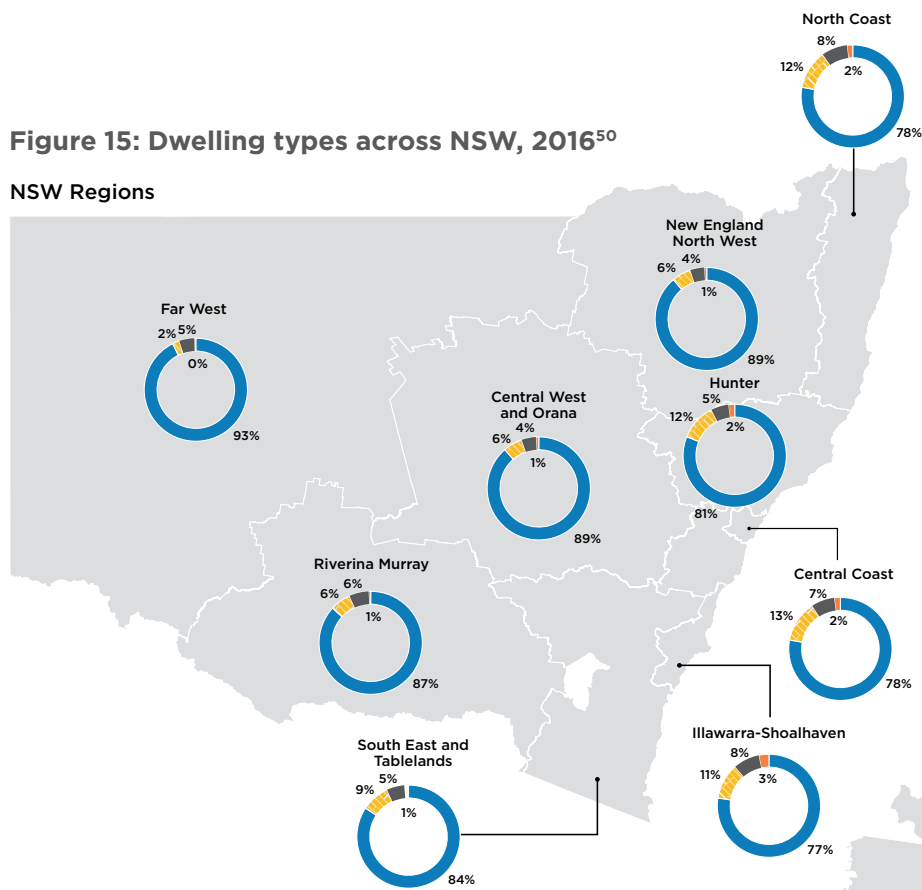 North Coast
8%
12%
2%
78%
Figure 15: Dwelling types across NSW, 2016⁵⁰
NSW Regions
New England
North West
4%
6%
1%
89%
Far West
2% 5%
0%
93%
Hunter
5%
12%
2%
81%
Central West
and Orana
4%
6%
1%
89%
Riverina Murray
6%
6%
1%
87%
Central Coast
7%
13%
2%
78%
Illawarra-Shoalhaven
8%
11%
3%
77%
South East and
Tablelands
5%
9%
1%
84%